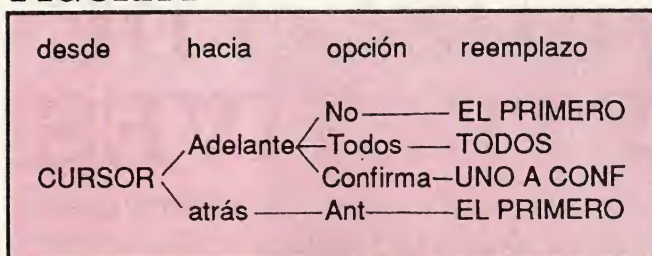 desde hacia opción reemplazo
No EL PRIMERO
Adelante Todos TODOS
CURSOR Confirma UNO A CONF
atrás Ant EL PRIMERO